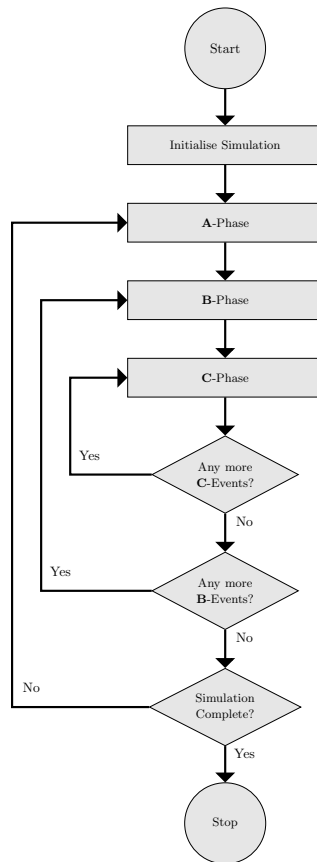 Start
Initialise Simulation
A-Phase
B-Phase
C-Phase
Any more
C-Events?
Yes
No
Any more
B-Events?
Yes
No
Simulation
Complete?
No
Yes
Stop